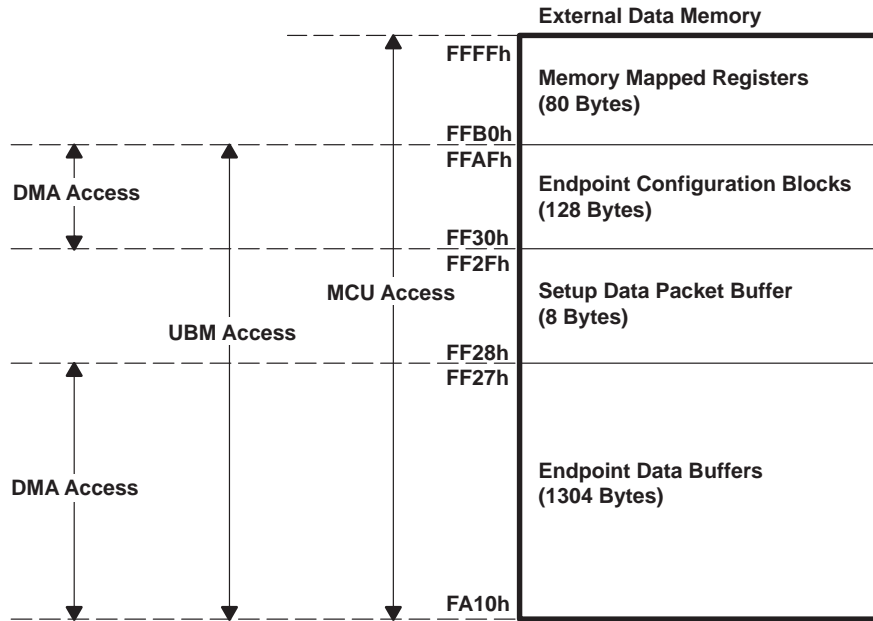 External Data Memory
FFFFh
Memory Mapped Registers
(80 Bytes)
FFB0h
FFAFh
DMA Access
Endpoint Configuration Blocks
(128 Bytes)
FF30h
FF2Fh
MCU Access
Setup Data Packet Buffer
(8 Bytes)
UBM Access
FF28h
FF27h
DMA Access
Endpoint Data Buffers
(1304 Bytes)
FA10h